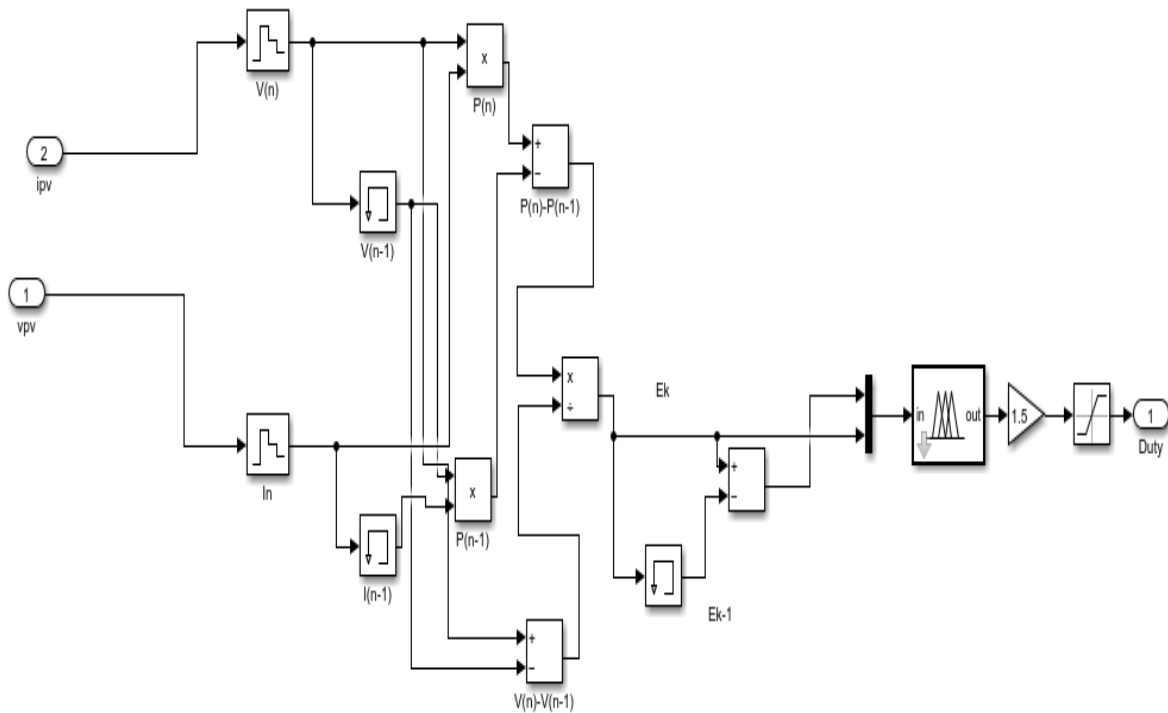 V(n)
x
P(n)
2
ipv
+
−
P(n)-P(n-1)
V(n-1)
1
vpv
x
÷
Ek
in
out
1.5
1
Duty
In
+
−
x
P(n-1)
I(n-1)
Ek-1
+
−
V(n)-V(n-1)